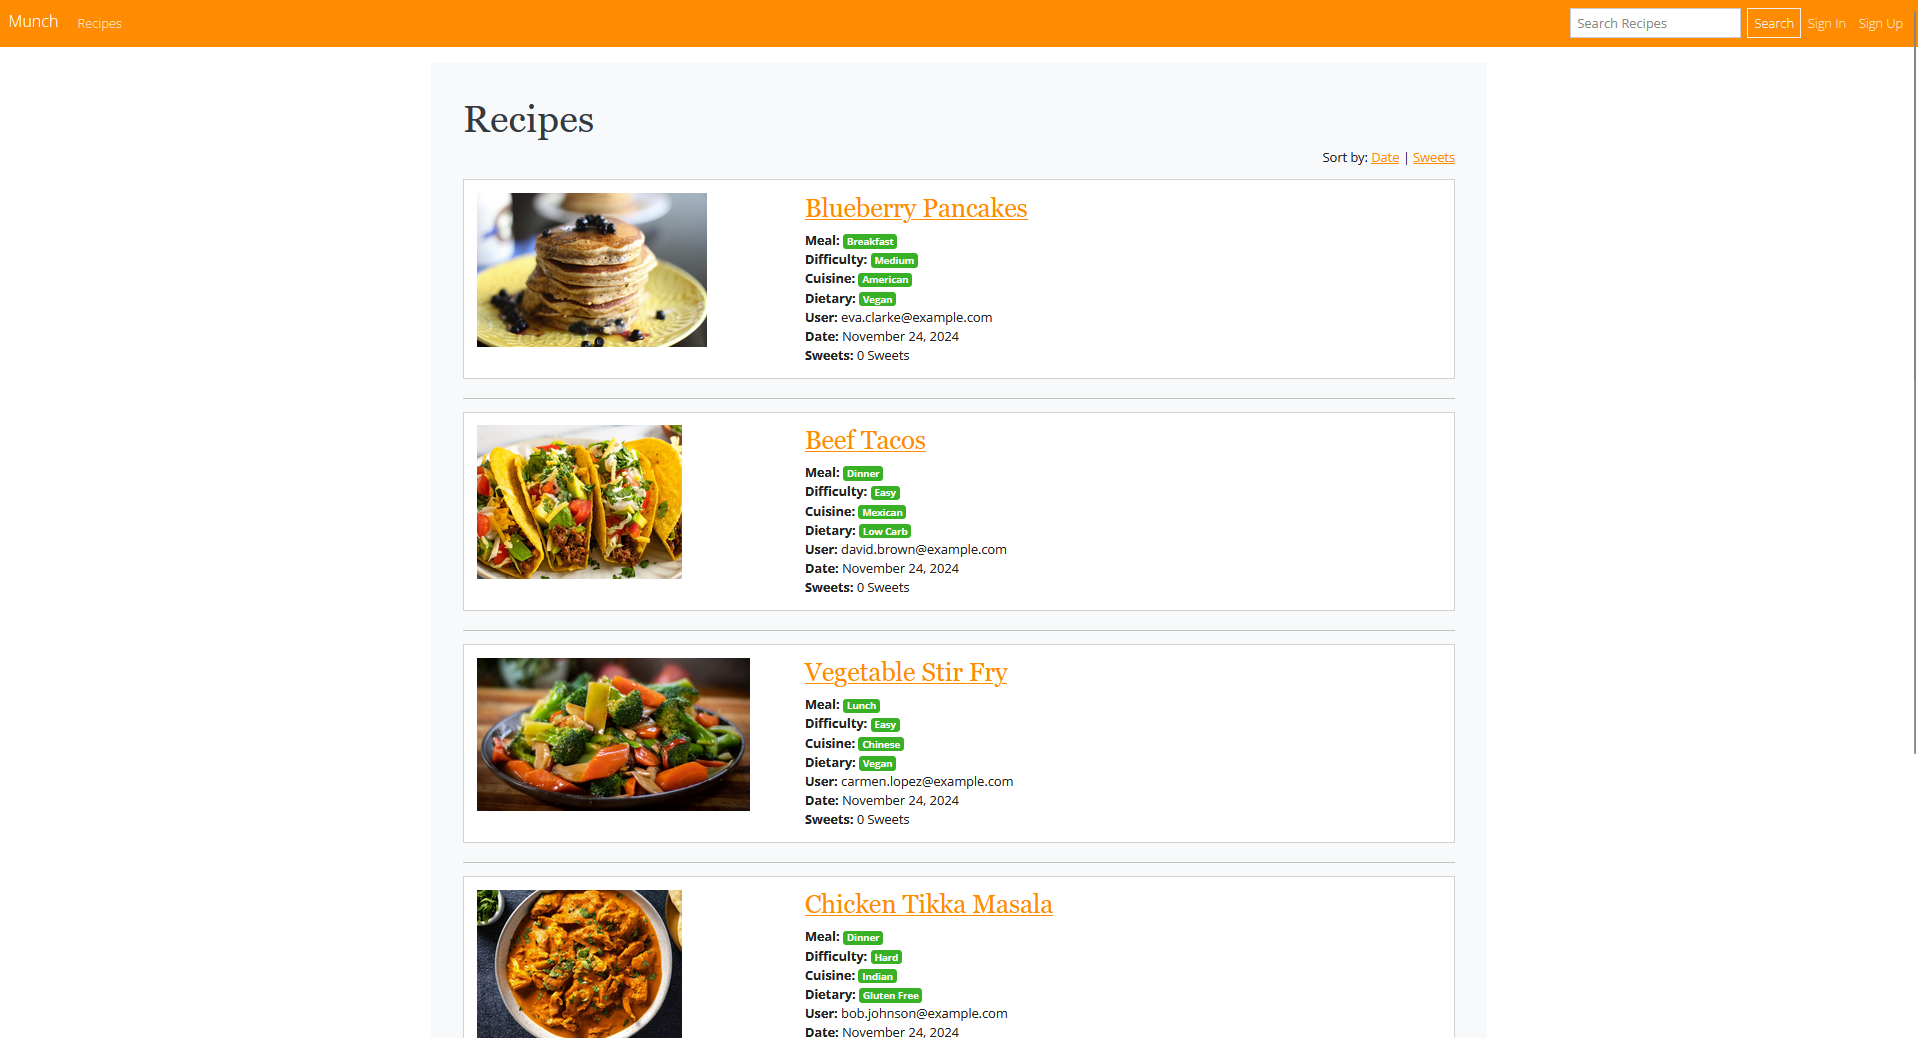 Munch Recipes Search Recipes Search Sign In Sign Up
Recipes
Sort by: Date | Sweets
Blueberry Pancakes
Meal: Breakfast
Difficulty: Medium
Cuisine: American
Dietary: Vegan
User: eva.clarke@example.com
Date: November 24, 2024
Sweets: 0 Sweets
Beef Tacos
Meal: Dinner
Difficulty: Easy
Cuisine: Mexican
Dietary: Low Carb
User: david.brown@example.com
Date: November 24, 2024
Sweets: 0 Sweets
Vegetable Stir Fry
Meal: Lunch
Difficulty: Easy
Cuisine: Chinese
Dietary: Vegan
User: carmen.lopez@example.com
Date: November 24, 2024
Sweets: 0 Sweets
Chicken Tikka Masala
Meal: Dinner
Difficulty: Hard
Cuisine: Indian
Dietary: Gluten Free
User: bob.johnson@example.com
Date: November 24, 2024